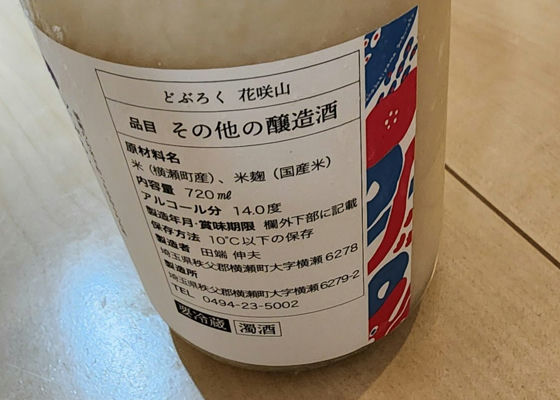 どぶろく 花咲山
品目 その他の醸造酒
原材料名
米(横瀬町産)、米麹(国産米)
内容量 720㎖
アルコール分 14.0度
製造年月・賞味期限 欄外下部に記載
保存方法 10℃以下の保存
製造者 田端 伸夫
埼玉県秩父郡横瀬町大字横瀬6278
製造所
埼玉県秩父郡横瀬町大字横瀬6279-2
TEL 0494-23-5002
要冷蔵 濁酒